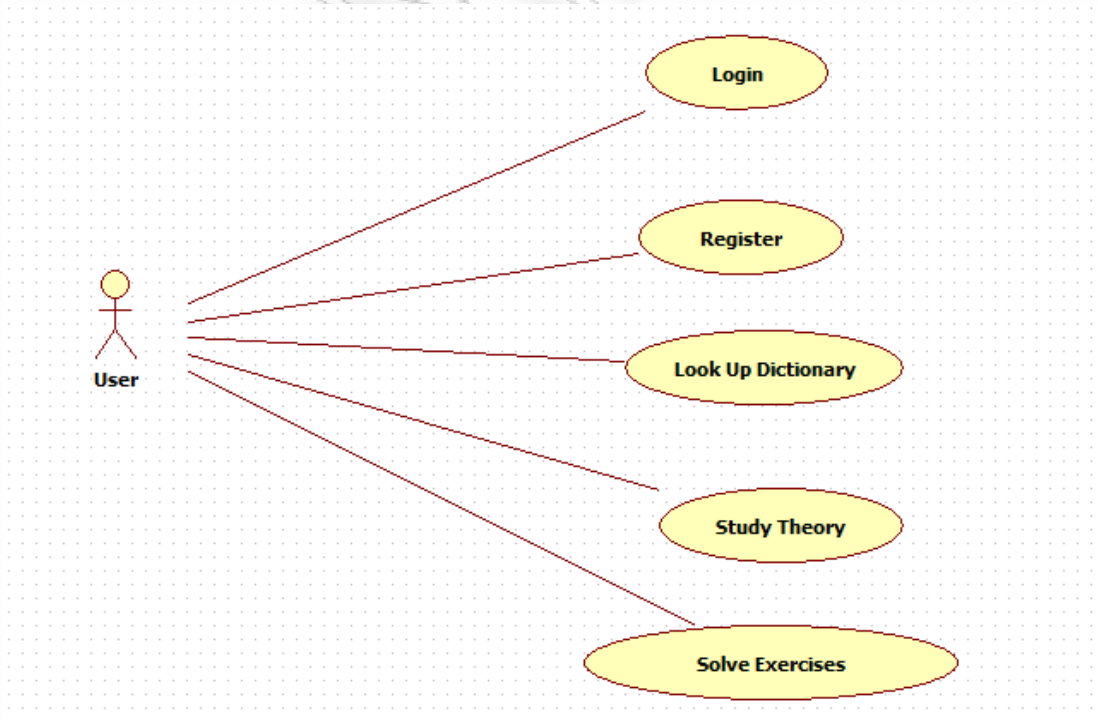 Login
Register
User
Look Up Dictionary
Study Theory
Solve Exercises